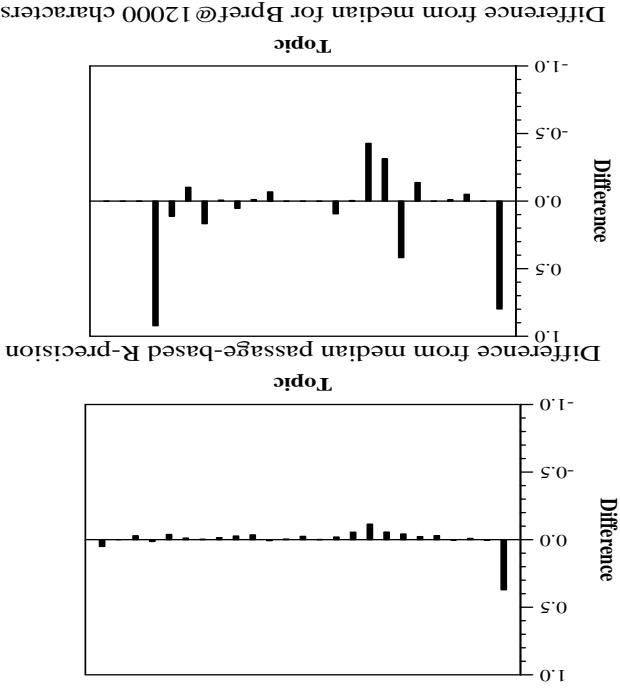 1.0
0.5
0.0
-0.5
-1.0
Difference
Topic
Difference from median passage-based R-precision
1.0
0.5
0.0
-0.5
-1.0
Difference
Topic
Difference from median for Bpref@12000 characters